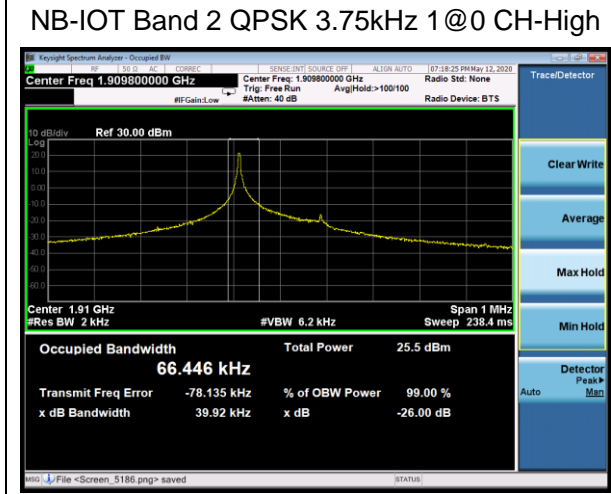 NB-IOT Band 2 QPSK 3.75kHz 1@0 CH-High
Keysight Spectrum Analyzer - Occupied BW
RF 50 Ω AC CORREC SENSE:INT SOURCE OFF ALIGN AUTO 07:18:25 PM May 12, 2020
Center Freq 1.909800000 GHz
Center Freq: 1.909800000 GHz
Radio Std: None
Trig: Free Run Avg|Hold:>100/100
#IFGain:Low
#Atten: 40 dB
Radio Device: BTS
Trace/Detector
10 dB/div Ref 30.00 dBm
Log
20.0
10.0
0.00
-10.0
-20.0
-30.0
-40.0
-50.0
-60.0
Center 1.91 GHz Span 1 MHz
#Res BW 2 kHz #VBW 6.2 kHz Sweep 238.4 ms
Occupied Bandwidth Total Power 25.5 dBm
66.446 kHz
Transmit Freq Error -78.135 kHz % of OBW Power 99.00 %
x dB Bandwidth 39.92 kHz x dB -26.00 dB
Clear Write
Average
Max Hold
Min Hold
Detector
Peak▶
Auto Man
MSG File <Screen_5186.png> saved STATUS